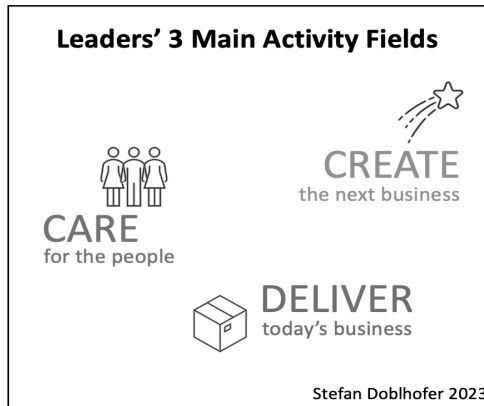 Leaders’ 3 Main Activity Fields
CREATE
the next business
CARE
for the people
DELIVER
today’s business
Stefan Doblhofer 2023